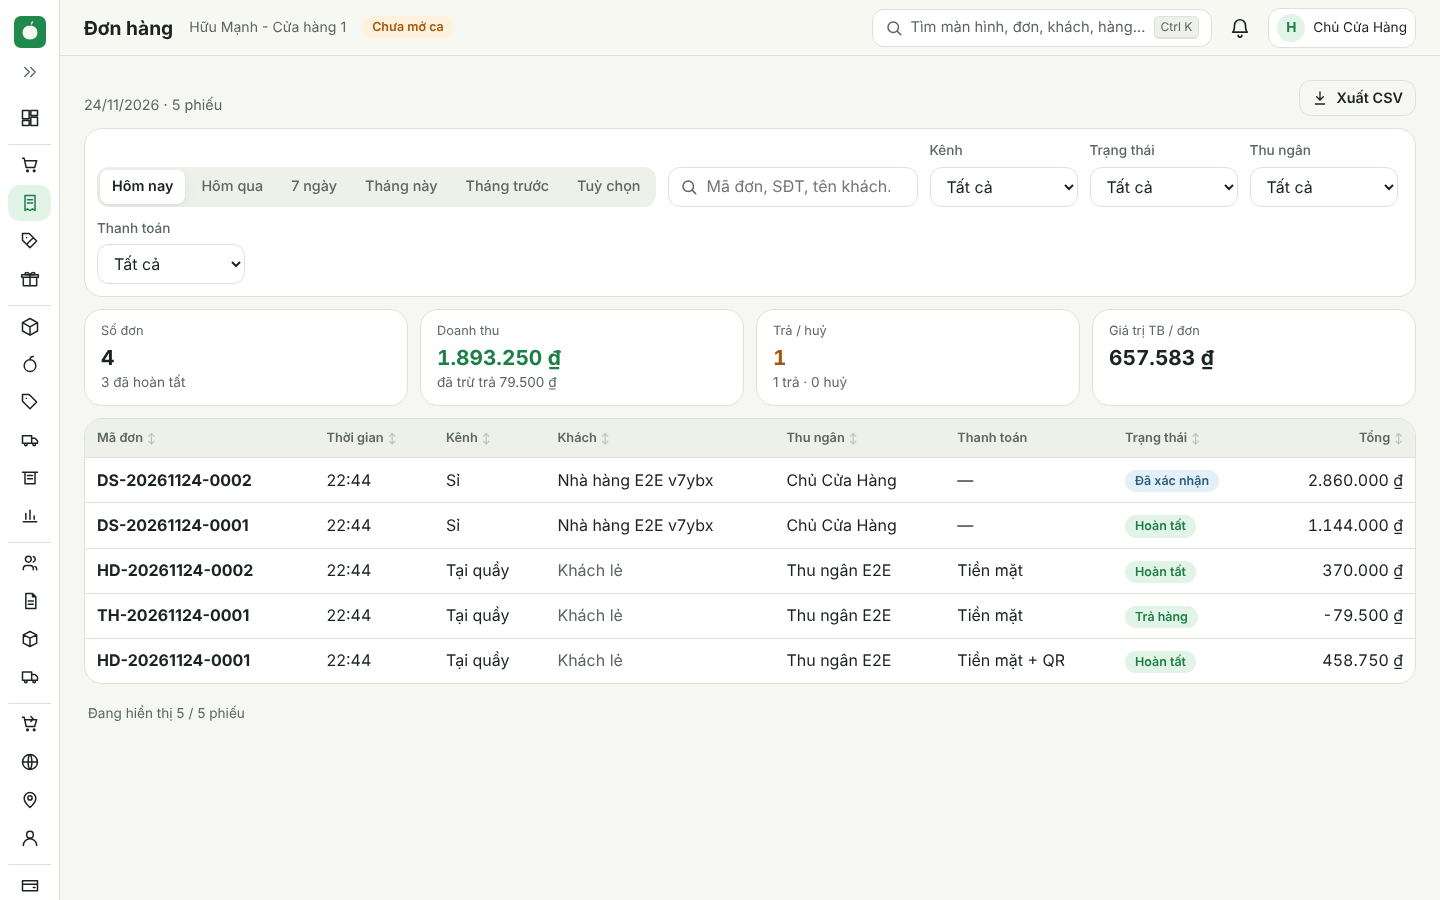 Đơn hàng Hữu Mạnh - Cửa hàng 1 Chưa mở ca Tìm màn hình, đơn, khách, hàng... Ctrl K H Chủ Cửa Hàng
24/11/2026 · 5 phiếu Xuất CSV
Kênh Trạng thái Thu ngân
Hôm nay Hôm qua 7 ngày Tháng này Tháng trước Tuỳ chọn Mã đơn, SĐT, tên khách. Tất cả Tất cả Tất cả
Thanh toán
Tất cả
Số đơn Doanh thu Trả / huỷ Giá trị TB / đơn
4 1.893.250 ₫ 1 657.583 ₫
3 đã hoàn tất đã trừ trả 79.500 ₫ 1 trả · 0 huỷ
Mã đơn Thời gian Kênh Khách Thu ngân Thanh toán Trạng thái Tổng
DS-20261124-0002 22:44 Sỉ Nhà hàng E2E v7ybx Chủ Cửa Hàng — Đã xác nhận 2.860.000 ₫
DS-20261124-0001 22:44 Sỉ Nhà hàng E2E v7ybx Chủ Cửa Hàng — Hoàn tất 1.144.000 ₫
HD-20261124-0002 22:44 Tại quầy Khách lẻ Thu ngân E2E Tiền mặt Hoàn tất 370.000 ₫
TH-20261124-0001 22:44 Tại quầy Khách lẻ Thu ngân E2E Tiền mặt Trả hàng -79.500 ₫
HD-20261124-0001 22:44 Tại quầy Khách lẻ Thu ngân E2E Tiền mặt + QR Hoàn tất 458.750 ₫
Đang hiển thị 5 / 5 phiếu